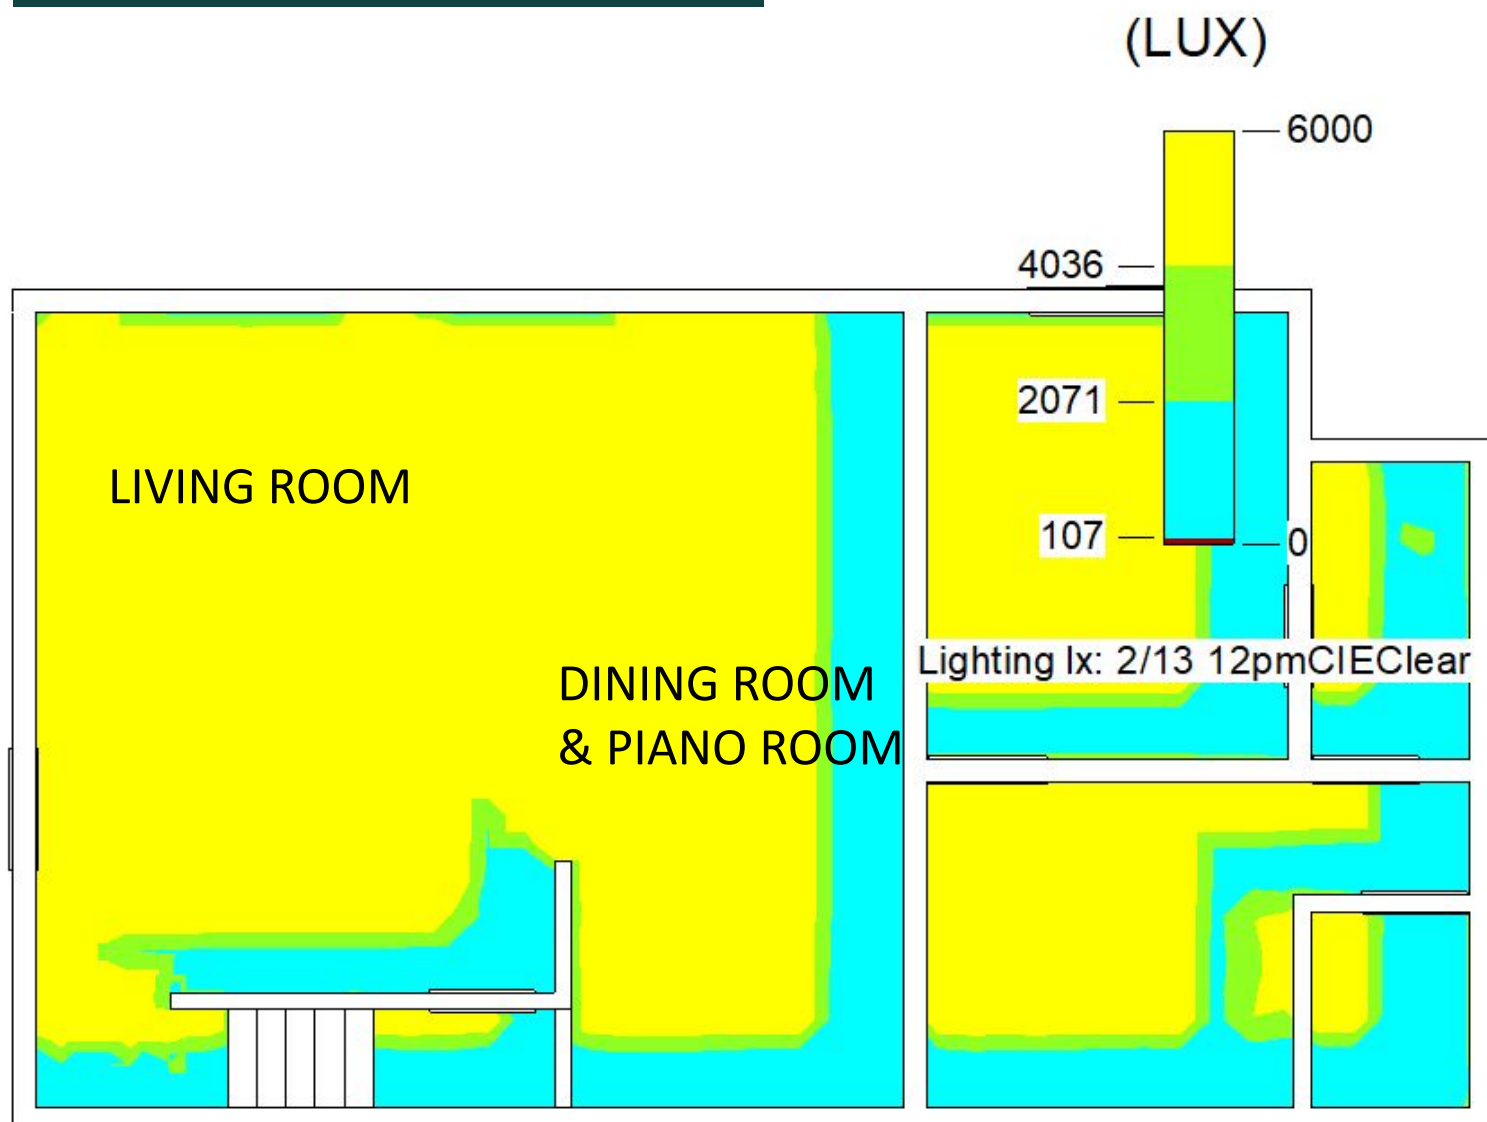 (LUX)
6000
4036
2071
LIVING ROOM
107
0
Lighting lx: 2/13 12pmCIEClear
DINING ROOM
& PIANO ROOM